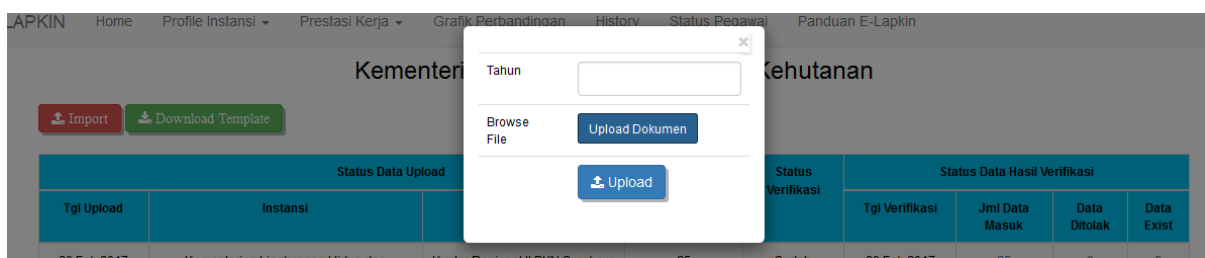 LAPKIN Home Profile Instansi Prestasi Kerja Grafik Perbandingan History Status Pegawai Panduan E-Lapkin
×
Kementeri Kehutanan
Tahun
Import Download Template
Browse
File
Upload Dokumen
Upload
Status Data Upload Status Verifikasi Status Data Hasil Verifikasi
Tgl Upload Instansi Tgl Verifikasi Jml Data Masuk Data Ditolak Data Exist